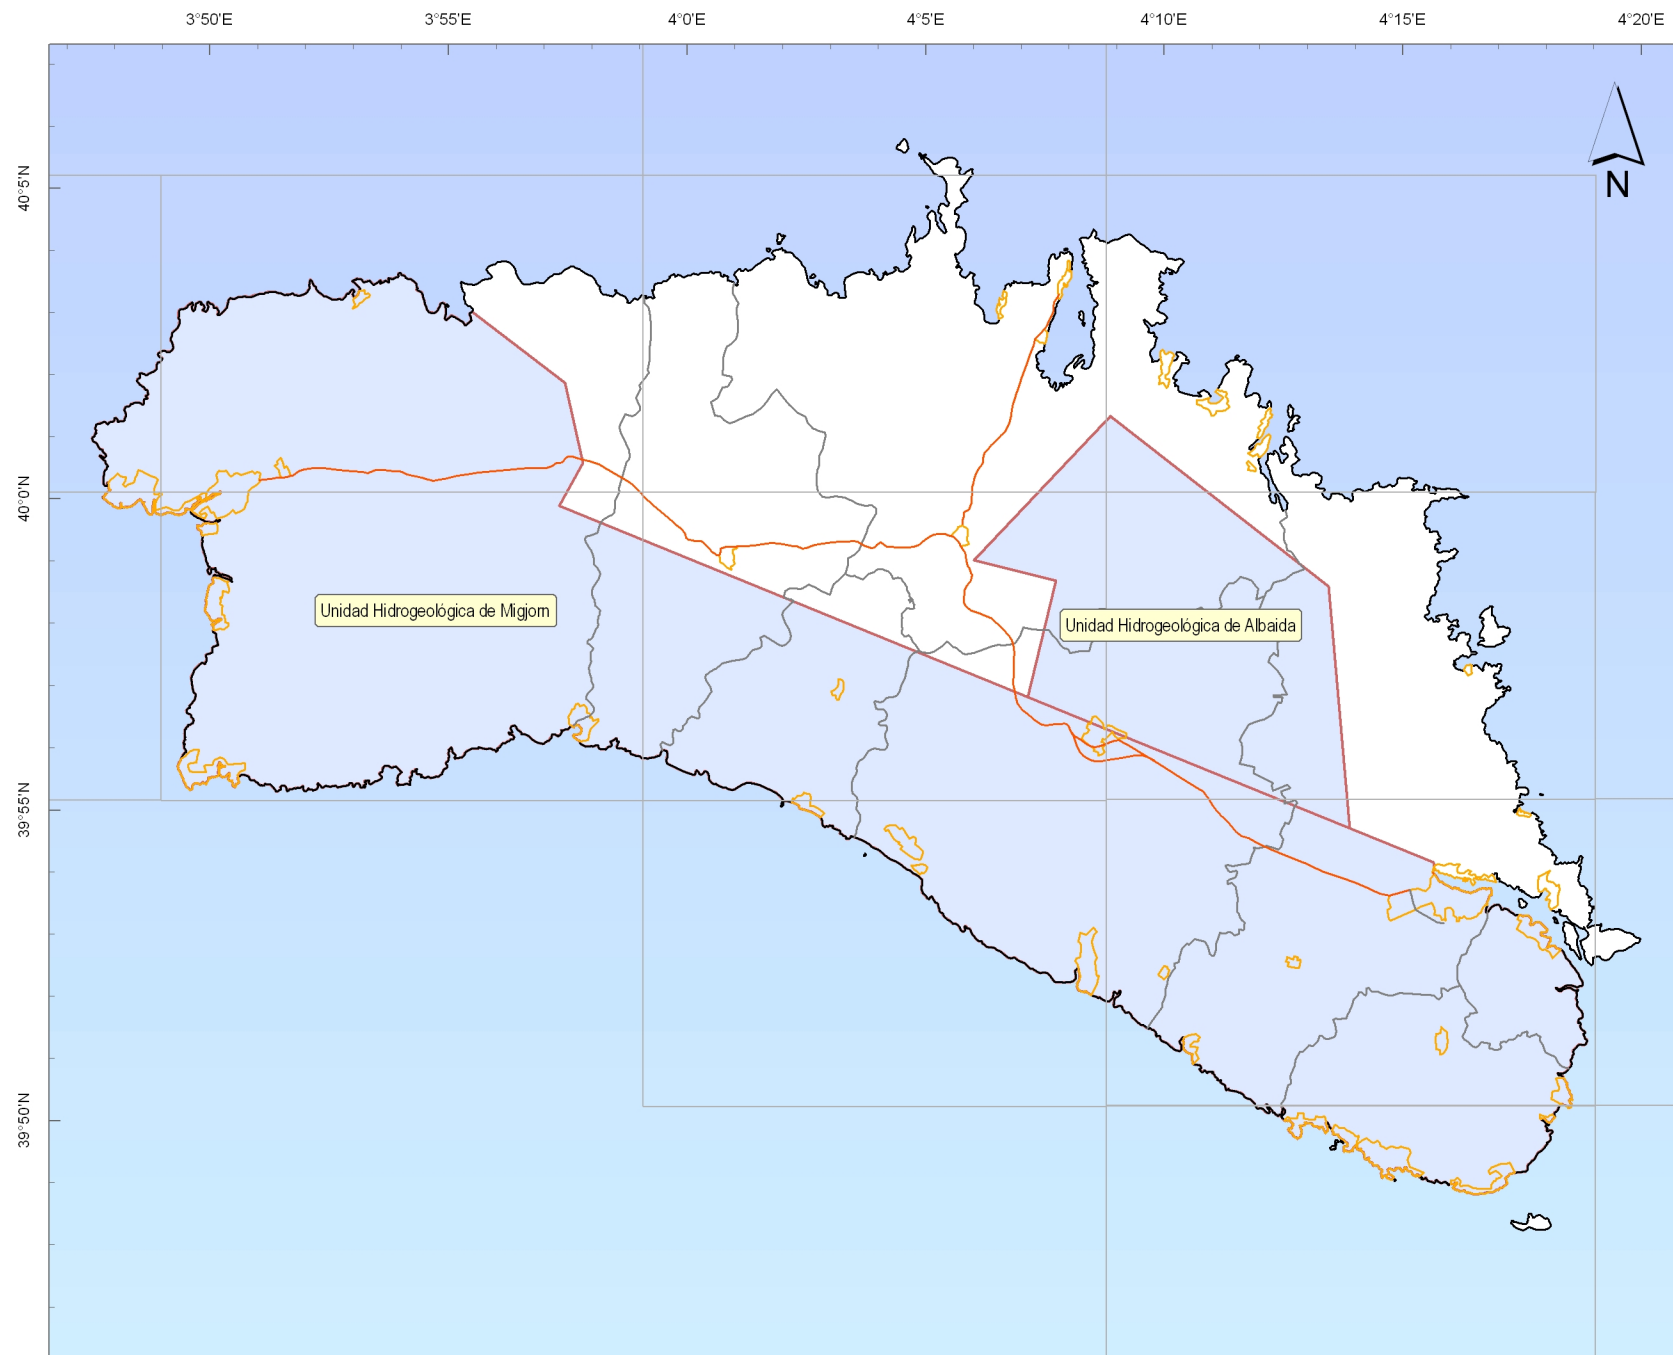 3°50'E
3°55'E
4°0'E
4°5'E
4°10'E
4°15'E
4°20'E
40°5'N
N
40°0'N
Unidad Hidrogeológica de Migjorn
Unidad Hidrogeológica de Albaida
39°55'N
39°50'N